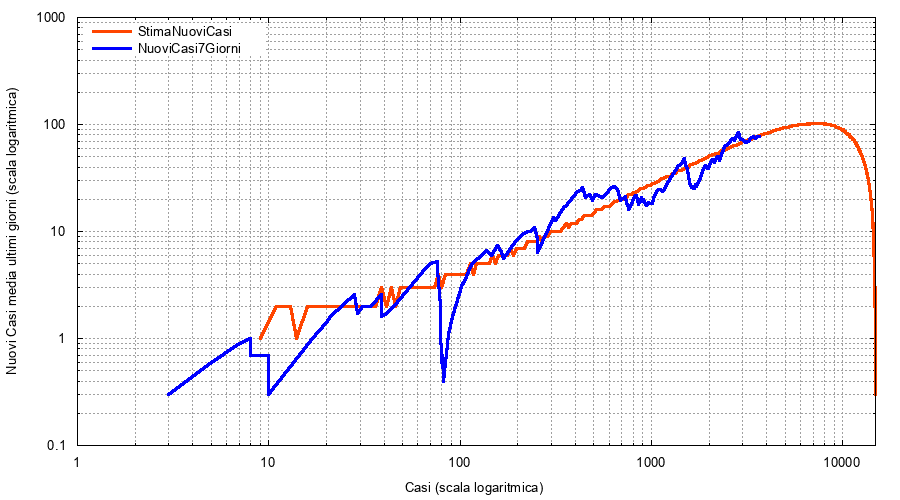 1000
StimaNuoviCasi
NuoviCasi7Giorni
100
10
1
0.1
Nuovi Casi media ultimi giorni (scala logaritmica)
1 10 100 1000 10000
Casi (scala logaritmica)